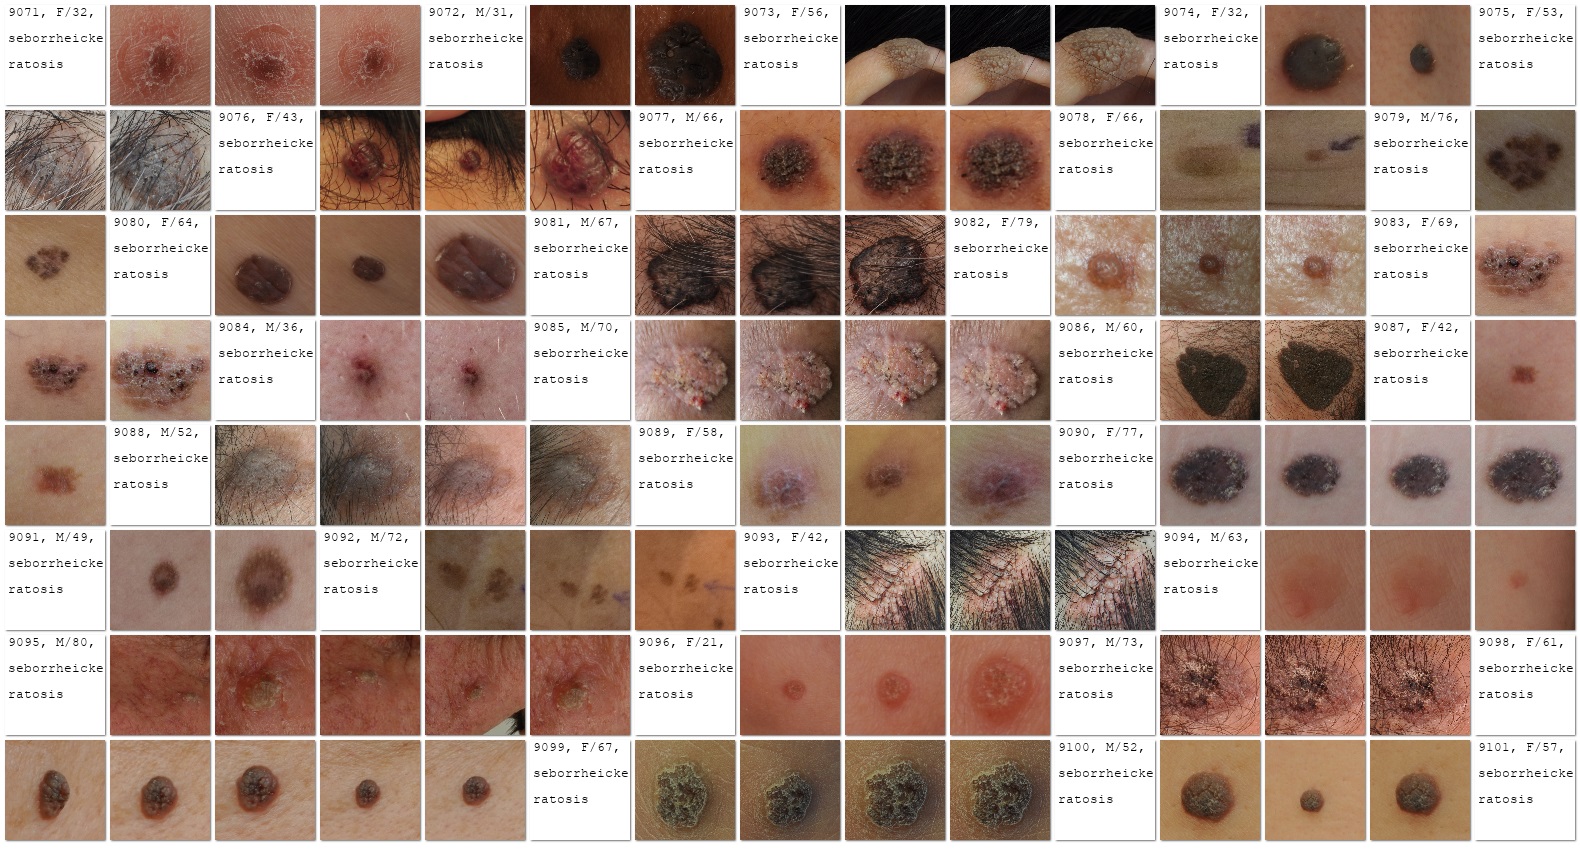 9071, F/32,
seborrheicke
ratosis
9072, M/31,
seborrheicke
ratosis
9073, F/56,
seborrheicke
ratosis
9074, F/32,
seborrheicke
ratosis
9075, F/53,
seborrheicke
ratosis
9076, F/43,
seborrheicke
ratosis
9077, M/66,
seborrheicke
ratosis
9078, F/66,
seborrheicke
ratosis
9079, M/76,
seborrheicke
ratosis
9080, F/64,
seborrheicke
ratosis
9081, M/67,
seborrheicke
ratosis
9082, F/79,
seborrheicke
ratosis
9083, F/69,
seborrheicke
ratosis
9084, M/36,
seborrheicke
ratosis
9085, M/70,
seborrheicke
ratosis
9086, M/60,
seborrheicke
ratosis
9087, F/42,
seborrheicke
ratosis
9088, M/52,
seborrheicke
ratosis
9089, F/58,
seborrheicke
ratosis
9090, F/77,
seborrheicke
ratosis
9091, M/49,
seborrheicke
ratosis
9092, M/72,
seborrheicke
ratosis
9093, F/42,
seborrheicke
ratosis
9094, M/63,
seborrheicke
ratosis
9095, M/80,
seborrheicke
ratosis
9096, F/21,
seborrheicke
ratosis
9097, M/73,
seborrheicke
ratosis
9098, F/61,
seborrheicke
ratosis
9099, F/67,
seborrheicke
ratosis
9100, M/52,
seborrheicke
ratosis
9101, F/57,
seborrheicke
ratosis